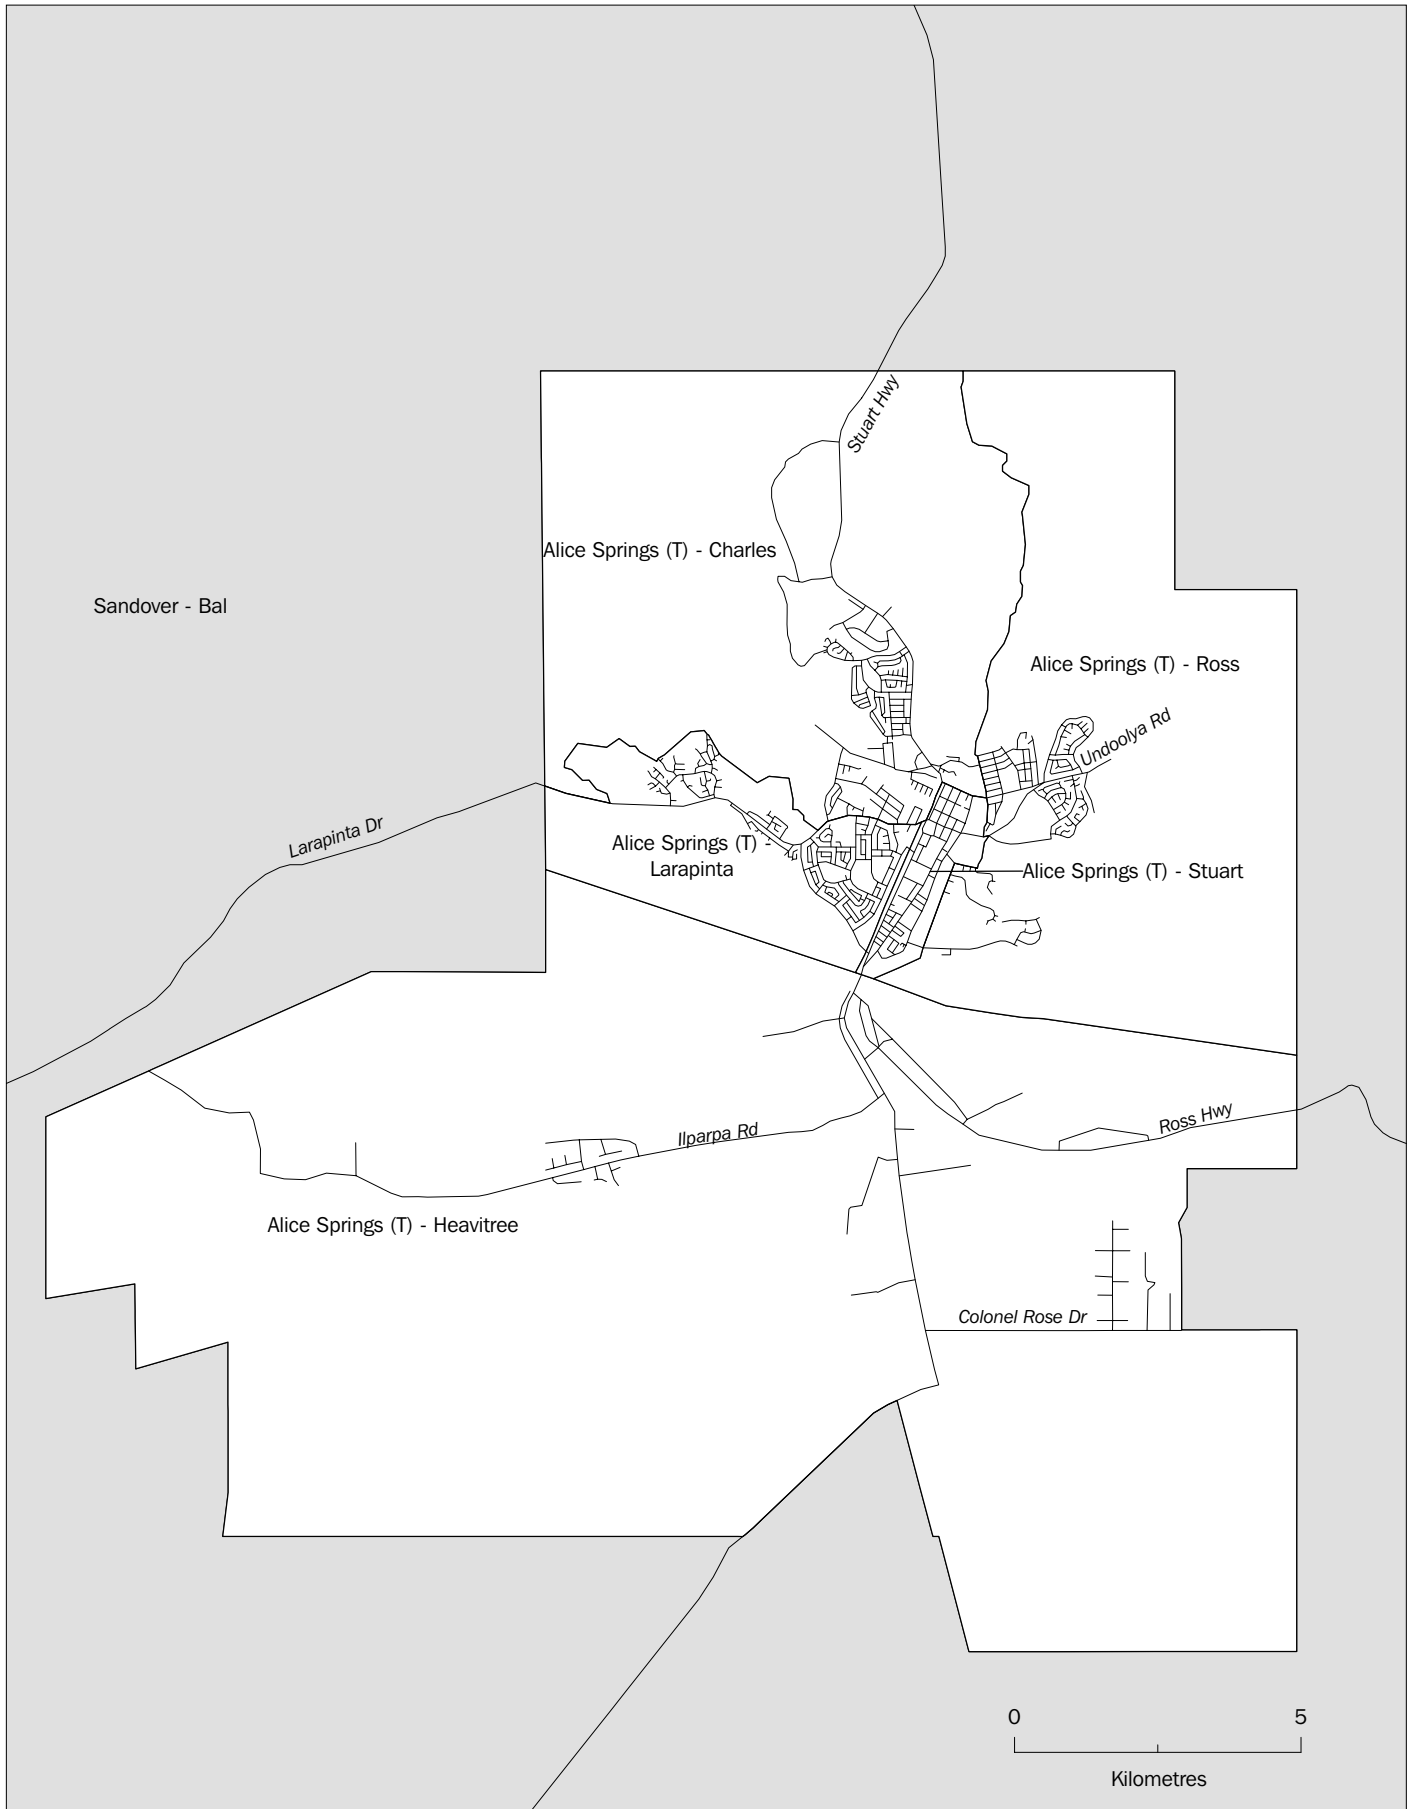 Stuart Hwy
Alice Springs (T) - Charles
Sandover - Bal
Alice Springs (T) - Ross
Undoolya Rd
Larapinta Dr
Alice Springs (T) -
Larapinta
Alice Springs (T) - Stuart
Ross Hwy
Ilparpa Rd
Alice Springs (T) - Heavitree
Colonel Rose Dr
0 5
Kilometres